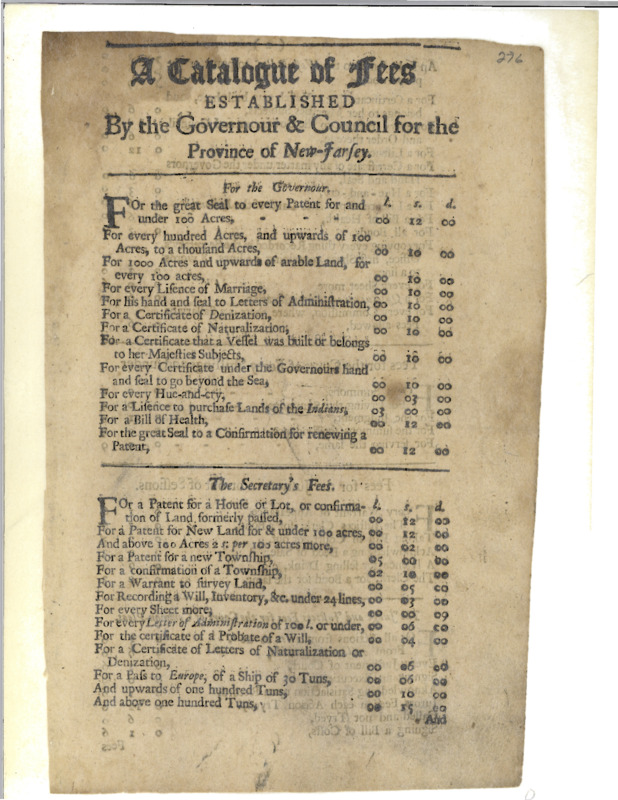 276
A Catalogue of Fees
ESTABLISHED
By the Governour & Council for the
Province of New-Jarsey.
For the Governour.
FOr the great Seal to every Patent for and l. s. d.
under 100 Acres, - - - 00 12 00
For every hundred Acres, and upwards of 100
Acres, to a thousand Acres, 00 10 00
For 1000 Acres and upwards of arable Land, for
every 100 acres, 00 10 00
For every Lisence of Marriage, 00 10 00
For his hand and seal to Letters of Administration, 00 10 00
For a Certificate of Denization, 00 10 00
For a Certificate of Naturalization; 00 10 00
For a Certificate that a Vessel was built or belongs
to her Majesties Subjects, 00 10 00
For every Certificate under the Governours hand
and seal to go beyond the Sea, 00 10 00
For every Hue-and-cry, 00 03 00
For a Lisence to purchase Lands of the Indians, 03 00 00
For a Bill of Health, 00 12 00
For the great Seal to a Confirmation for renewing a
Patent, 00 12 00
The Secretary's Fees.
FOr a Patent for a House or Lot, or confirma- l. s. d.
tion of Land formerly passed, 00 12 00
For a Patent for New Land for & under 100 acres, 00 12 00
And above 100 Acres 2 s. per 100 acres more, 00 02 00
For a Patent for a new Township, 05 00 00
For a confirmation of a Township, 02 10 00
For a Warrant to survey Land, 00 05 00
For Recording a Will, Inventory, &c. under 24 lines, 00 03 00
For every Sheet more, 00 00 09
For every Letter of Administration of 100 l. or under, 00 06 00
For the certificate of a Probate of a Will, 00 04 00
For a Certificate of Letters of Naturalization or
Denization, 00 06 00
For a Pass to Europe, of a Ship of 30 Tuns, 00 06 00
And upwards of one hundred Tuns, 00 10 00
And above one hundred Tuns, 00 15 00
And